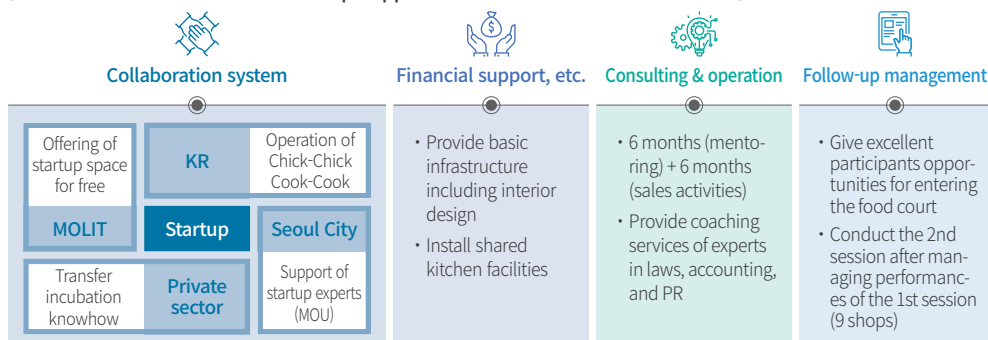 Collaboration system
Offering of
startup space
for free
MOLIT
KR
Operation of
Chick-Chick
Cook-Cook
Startup
Seoul City
Support of
startup experts
(MOU)
Transfer
incubation
knowhow
Private
sector
Financial support, etc.
· Provide basic
infrastructure
including interior
design
· Install shared
kitchen facilities
Consulting & operation
· 6 months (mento-
ring) + 6 months
(sales activities)
· Provide coaching
services of experts
in laws, accounting,
and PR
Follow-up management
· Give excellent
participants oppor-
tunities for entering
the food court
· Conduct the 2nd
session after man-
aging performanc-
es of the 1st session
(9 shops)